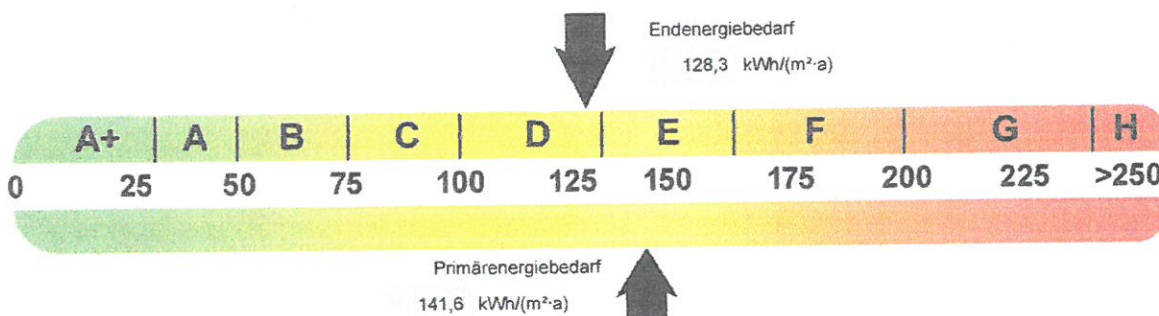 Endenergiebedarf
128,3 kWh/(m²·a)
A+ A B C D E F G H
0 25 50 75 100 125 150 175 200 225 >250
Primärenergiebedarf
141,6 kWh/(m²·a)